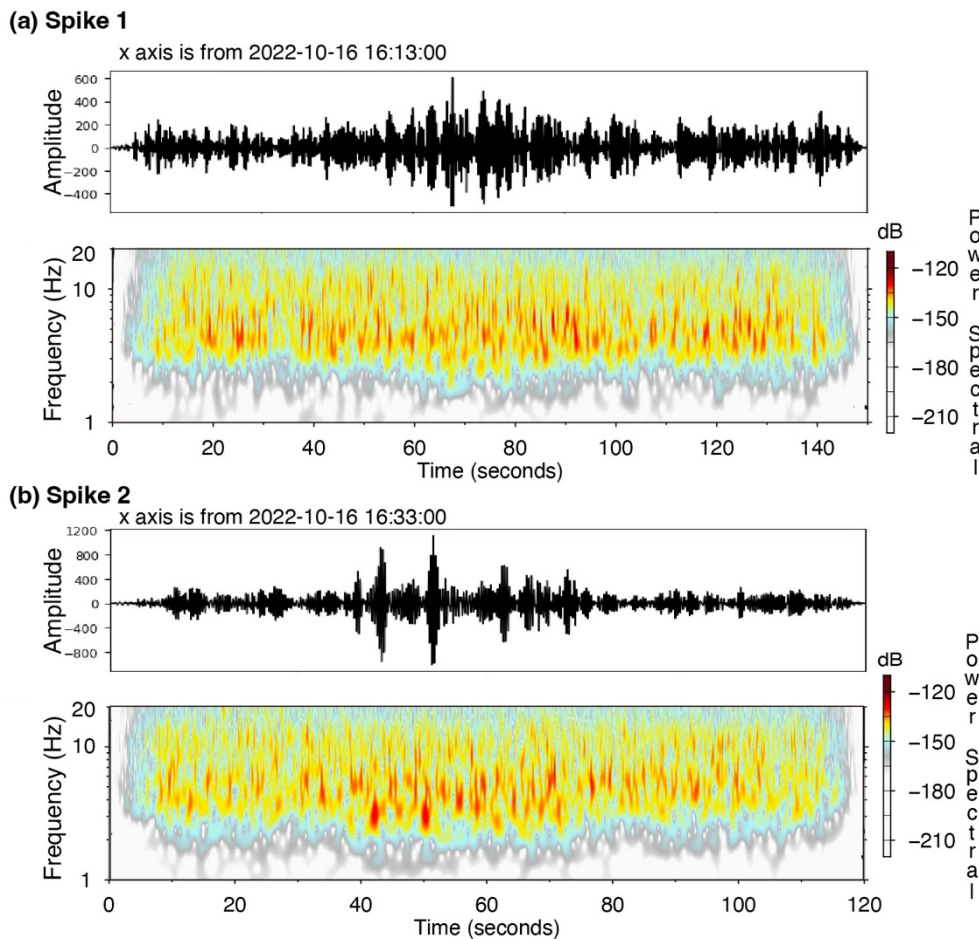 (a) Spike 1
x axis is from 2022-10-16 16:13:00
Amplitude
600
400
200
0
−200
−400
Frequency (Hz)
20
10
1
0 20 40 60 80 100 120 140
Time (seconds)
dB
−120
−150
−180
−210
Power Spectral
(b) Spike 2
x axis is from 2022-10-16 16:33:00
Amplitude
1200
800
400
0
−400
−800
Frequency (Hz)
20
10
1
0 20 40 60 80 100 120
Time (seconds)
dB
−120
−150
−180
−210
Power Spectral